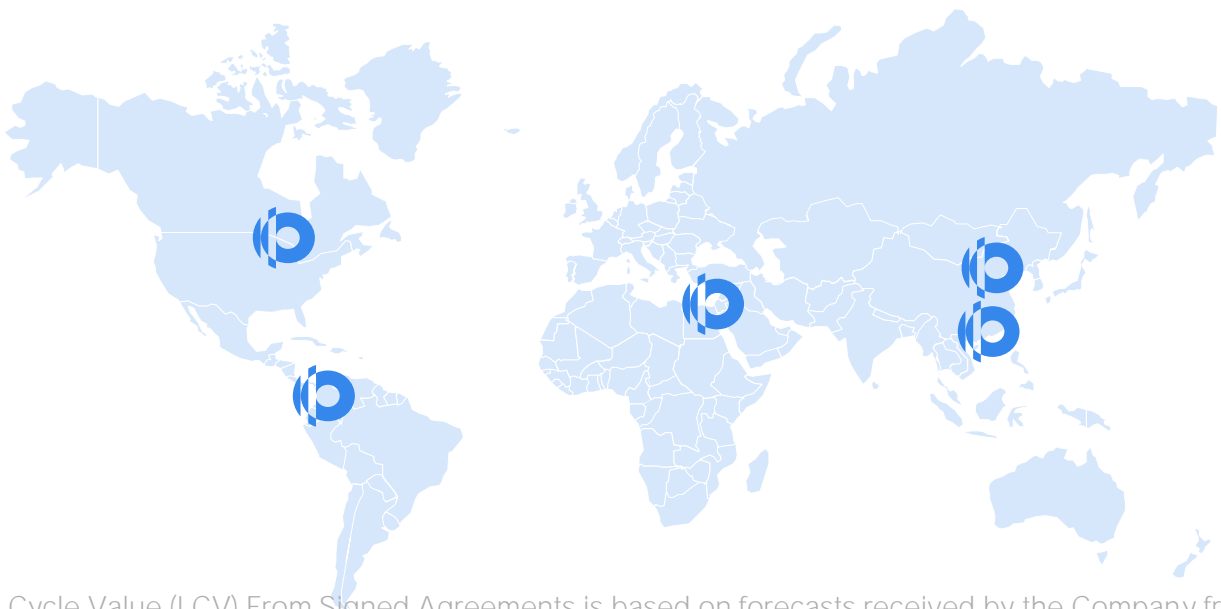 Cycle Value (LCV) From Signed Agreements is based on forecasts received by the Company fr